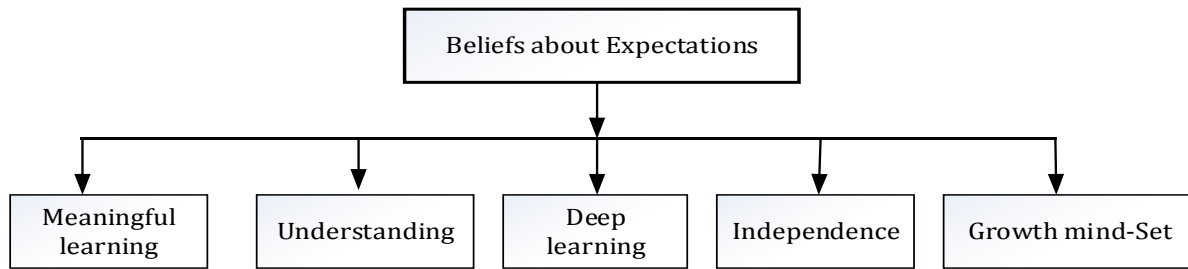 Beliefs about Expectations
Meaningful
learning
Understanding
Deep
learning
Independence
Growth mind-Set